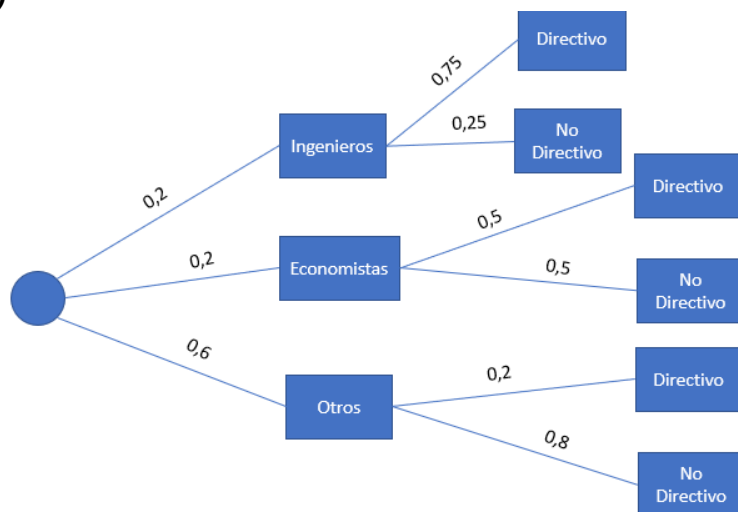 )
Directivo
0,75
0,25
No
Directivo
Ingenieros
0,2
Directivo
0,5
0,2
Economistas
0,5
No
Directivo
0,6
Directivo
0,2
Otros
0,8
No
Directivo